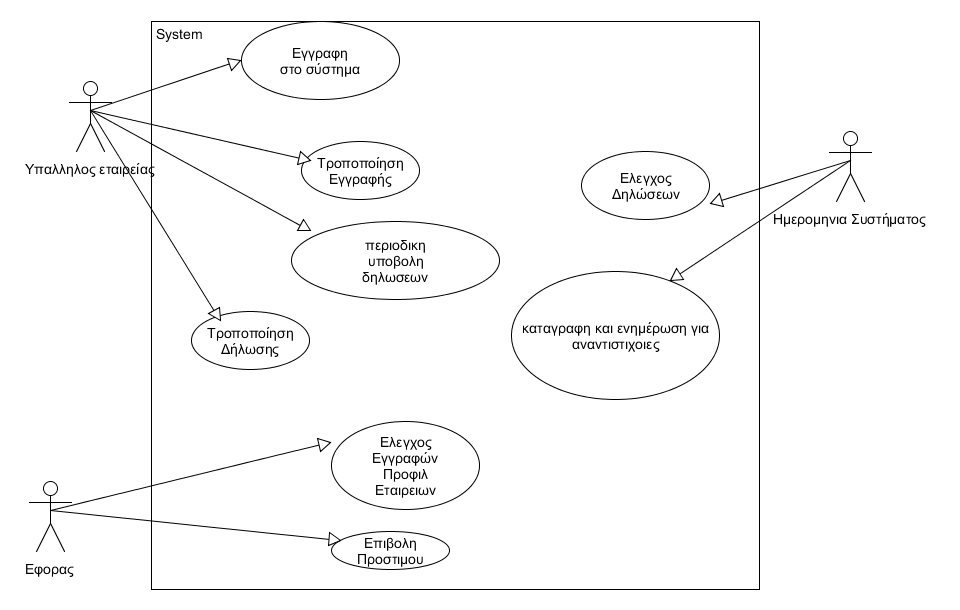 System
Εγγραφη
στο σύστημα
Υπαλληλος εταιρείας
Τροποποίηση
Εγγραφής
Ελεγχος
Δηλώσεων
Ημερομηνια Συστήματος
περιοδικη
υποβολη
δηλωσεων
Τροποποίηση
Δήλωσης
καταγραφη και ενημέρωση για
αναντιστιχοιες
Ελεγχος
Εγγραφών
Προφιλ
Εταιρειων
Εφορας
Επιβολη
Προστιμου